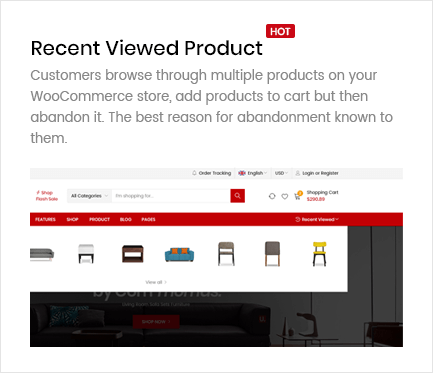 HOT
Recent Viewed Product
Customers browse through multiple products on your
WooCommerce store, add products to cart but then
abandon it. The best reason for abandonment known to
them.
Order Tracking English USD Login or Register
Shop
Flash Sale
All Categories I'm shopping for...
Shopping Cart
$290.89
FEATURES SHOP PRODUCT BLOG PAGES Recent Viewed
View all
SHOP NOW